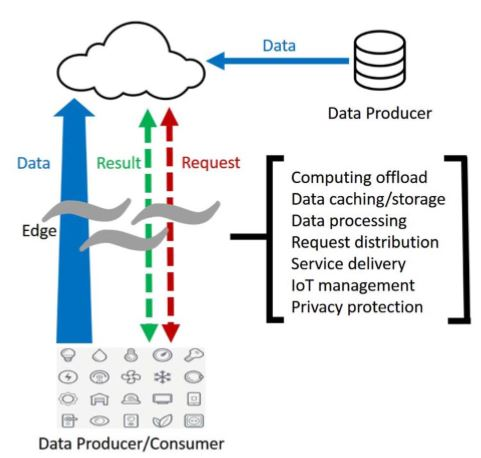 Data
Data Producer
Data
Result
Request
Edge
Computing offload
Data caching/storage
Data processing
Request distribution
Service delivery
IoT management
Privacy protection
Data Producer/Consumer